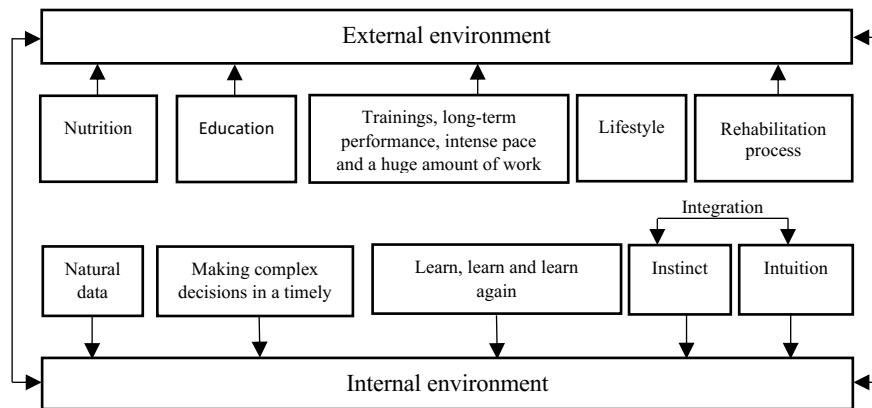 External environment
Nutrition
Education
Trainings, long-term
performance, intense pace
and a huge amount of work
Lifestyle
Rehabilitation
process
Integration
Natural
data
Making complex
decisions in a timely
Learn, learn and learn
again
Instinct
Intuition
Internal environment